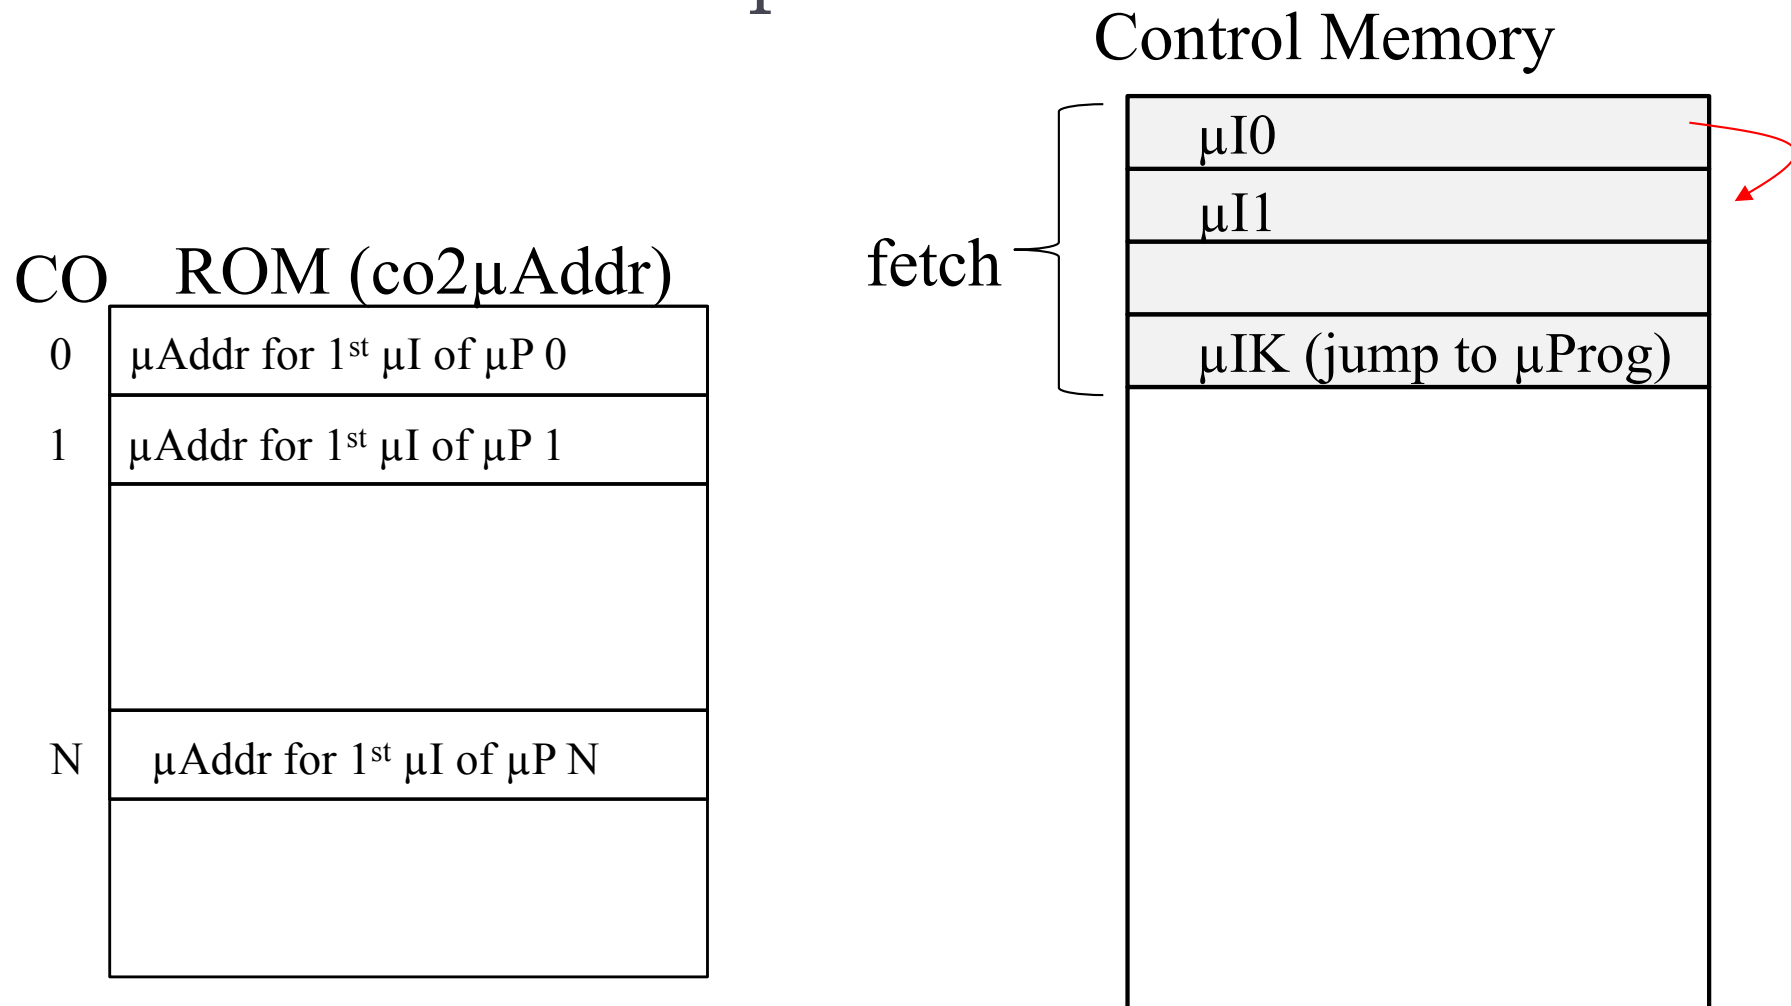 Control Memory
µI0
µI1
fetch
µIK (jump to µProg)
CO
ROM (co2µAddr)
0
µAddr for 1st µI of µP 0
1
µAddr for 1st µI of µP 1
N
µAddr for 1st µI of µP N